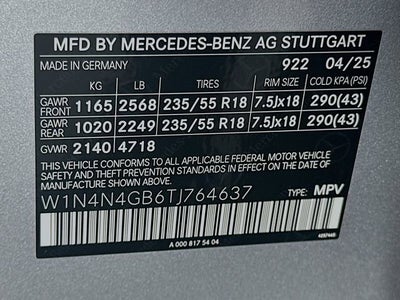 MFD BY MERCEDES-BENZ AG STUTTGART
MADE IN GERMANY 922 04/25
KG LB TIRES RIM SIZE COLD KPA(PSI)
GAWR FRONT 1165 2568 235/55 R18 7.5Jx18 290(43)
GAWR REAR 1020 2249 235/55 R18 7.5Jx18 290(43)
GVWR 2140 4718
THIS VEHICLE CONFORMS TO ALL APPLICABLE FEDERAL MOTOR VEHICLE
SAFETY AND THEFT PREVENTION STANDARDS IN EFFECT ON THE
DATE OF MANUFACTURE SHOWN ABOVE.
W1N4N4GB6TJ764637 TYPE: MPV
A 000 817 54 04